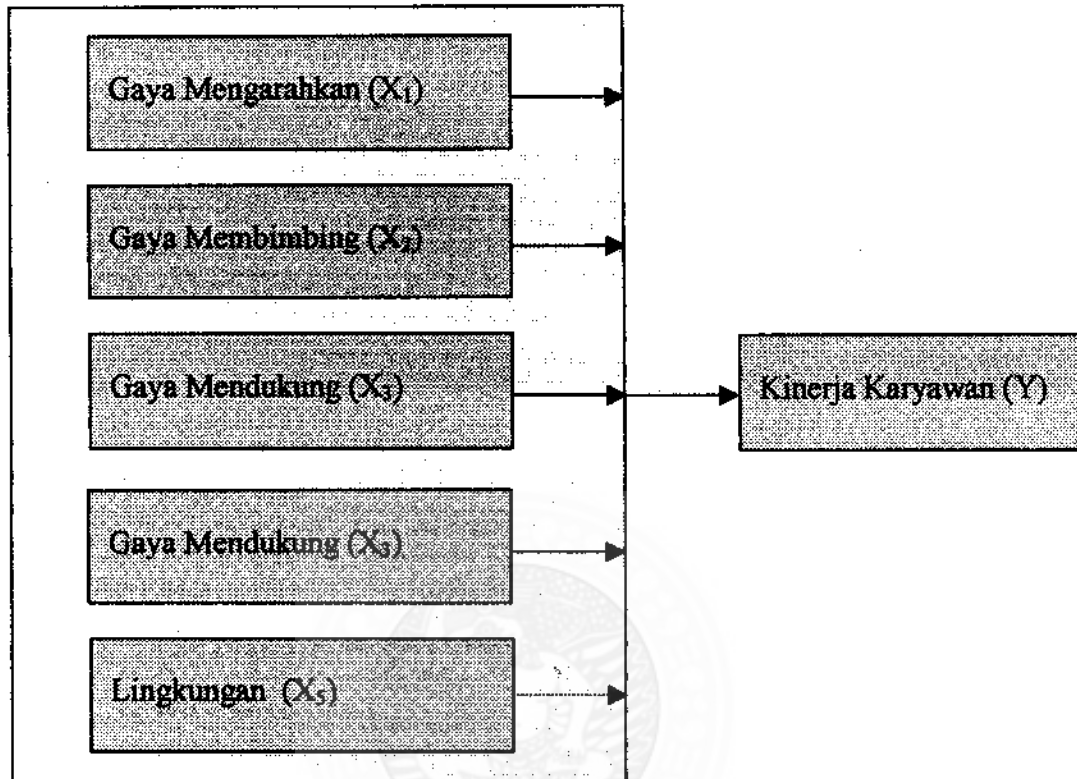 Gaya Mengarahkan (X₁)
Gaya Membimbing (X₂)
Gaya Mendukung (X₃)
Kinerja Karyawan (Y)
Gaya Mendukung (X₃)
Lingkungan (X₅)